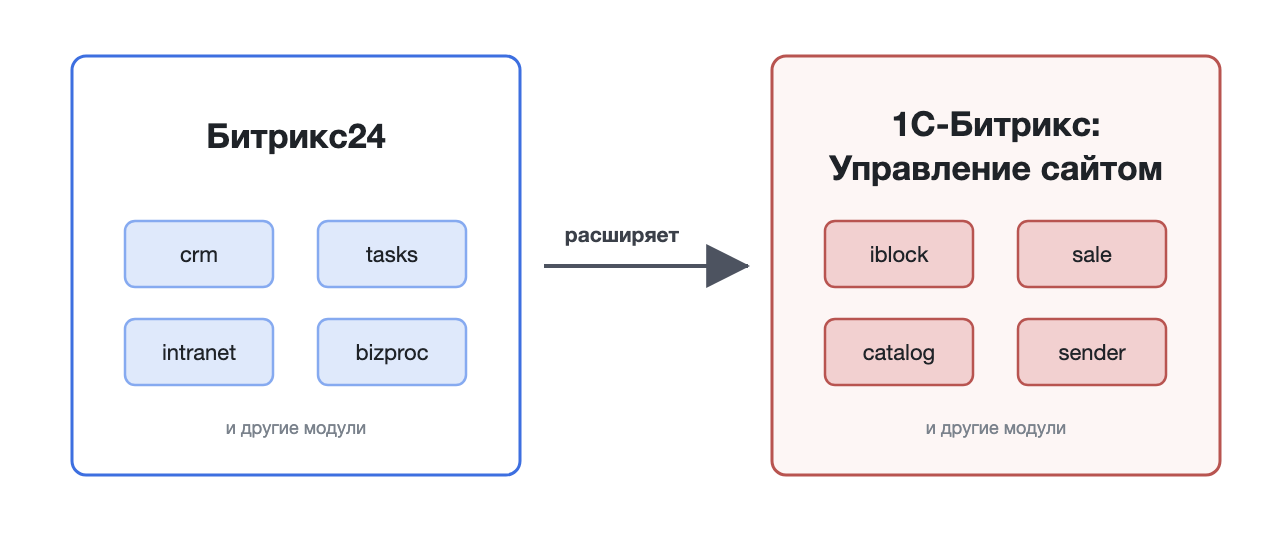 Битрикс24
crm
tasks
intranet
bizproc
и другие модули
расширяет
1С-Битрикс:
Управление сайтом
iblock
sale
catalog
sender
и другие модули